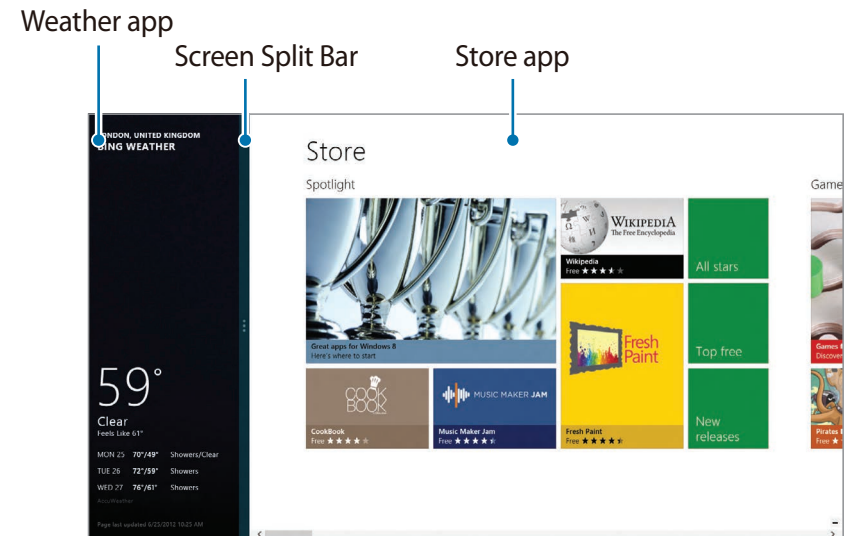 Weather app
Screen Split Bar
Store app
LONDON, UNITED KINGDOM
BING WEATHER
59°
Clear
Feels Like 61°
MON 25 70°/49° Showers/Clear
TUE 26 72°/59° Showers
WED 27 76°/61° Showers
AccuWeather
Page last updated 6/25/2012 10:25 AM
Store
Spotlight
Great apps for Windows 8
Here's where to start
WIKIPEDIA
The Free Encyclopedia
Wikipedia
Free
All stars
COOK
BOOK
CookBook
Free
MUSIC MAKER JAM
Music Maker Jam
Free
Fresh
Paint
Fresh Paint
Free
Top free
New
releases
Game
Games
Discover
Pirates
Free